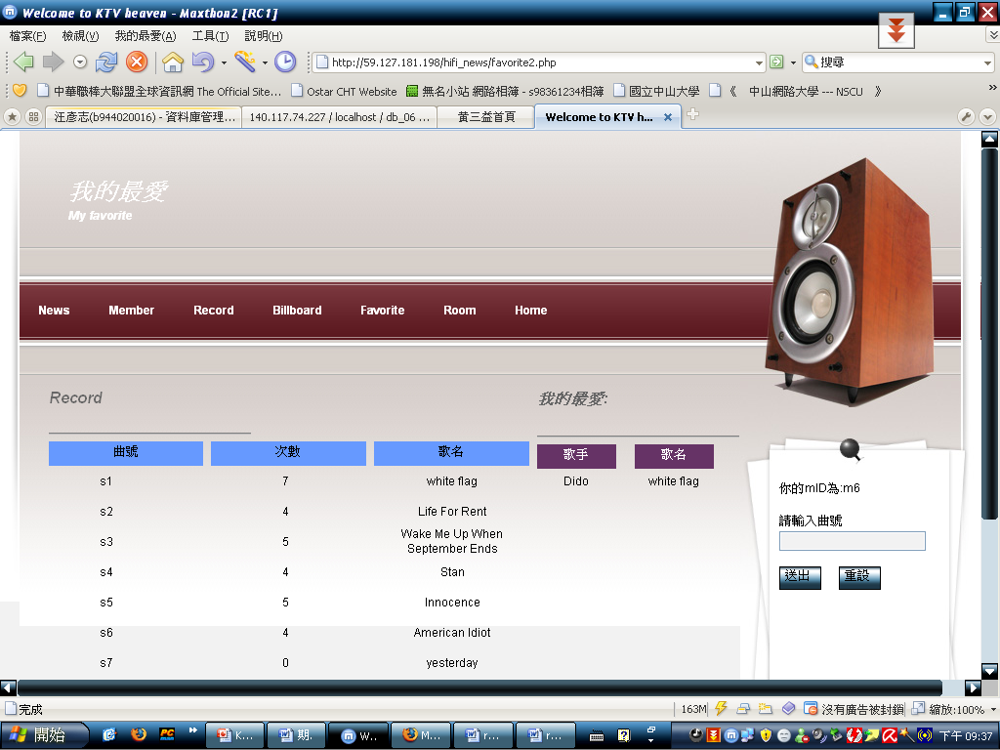 Welcome to KTV heaven - Maxthon2 [RC1]
檔案(F) 檢視(V) 我的最愛(A) 工具(T) 說明(H)
http://59.127.181.198/hifi_news/favorite2.php 搜尋
中華職棒大聯盟全球資訊網 The Official Site... Ostar CHT Website 無名小站 網路相簿 - s98361234相簿 國立中山大學 《 中山網路大學 --- NSCU 》
汪彥志(b944020016) - 資料庫管理... 140.117.74.227 / localhost / db_06 ... 黃三益首頁 Welcome to KTV h...
我的最愛
My favorite
News Member Record Billboard Favorite Room Home
Record 我的最愛:
曲號 次數 歌名 歌手 歌名
s1 7 white flag Dido white flag
s2 4 Life For Rent
s3 5 Wake Me Up When
September Ends
s4 4 Stan
s5 5 Innocence
s6 4 American Idiot
s7 0 yesterday
你的mID為:m6
請輸入曲號
送出 重設
完成 163M 沒有廣告被封鎖 縮放:100%
開始 PC K... 期... W... M... r... r... 下午 09:37